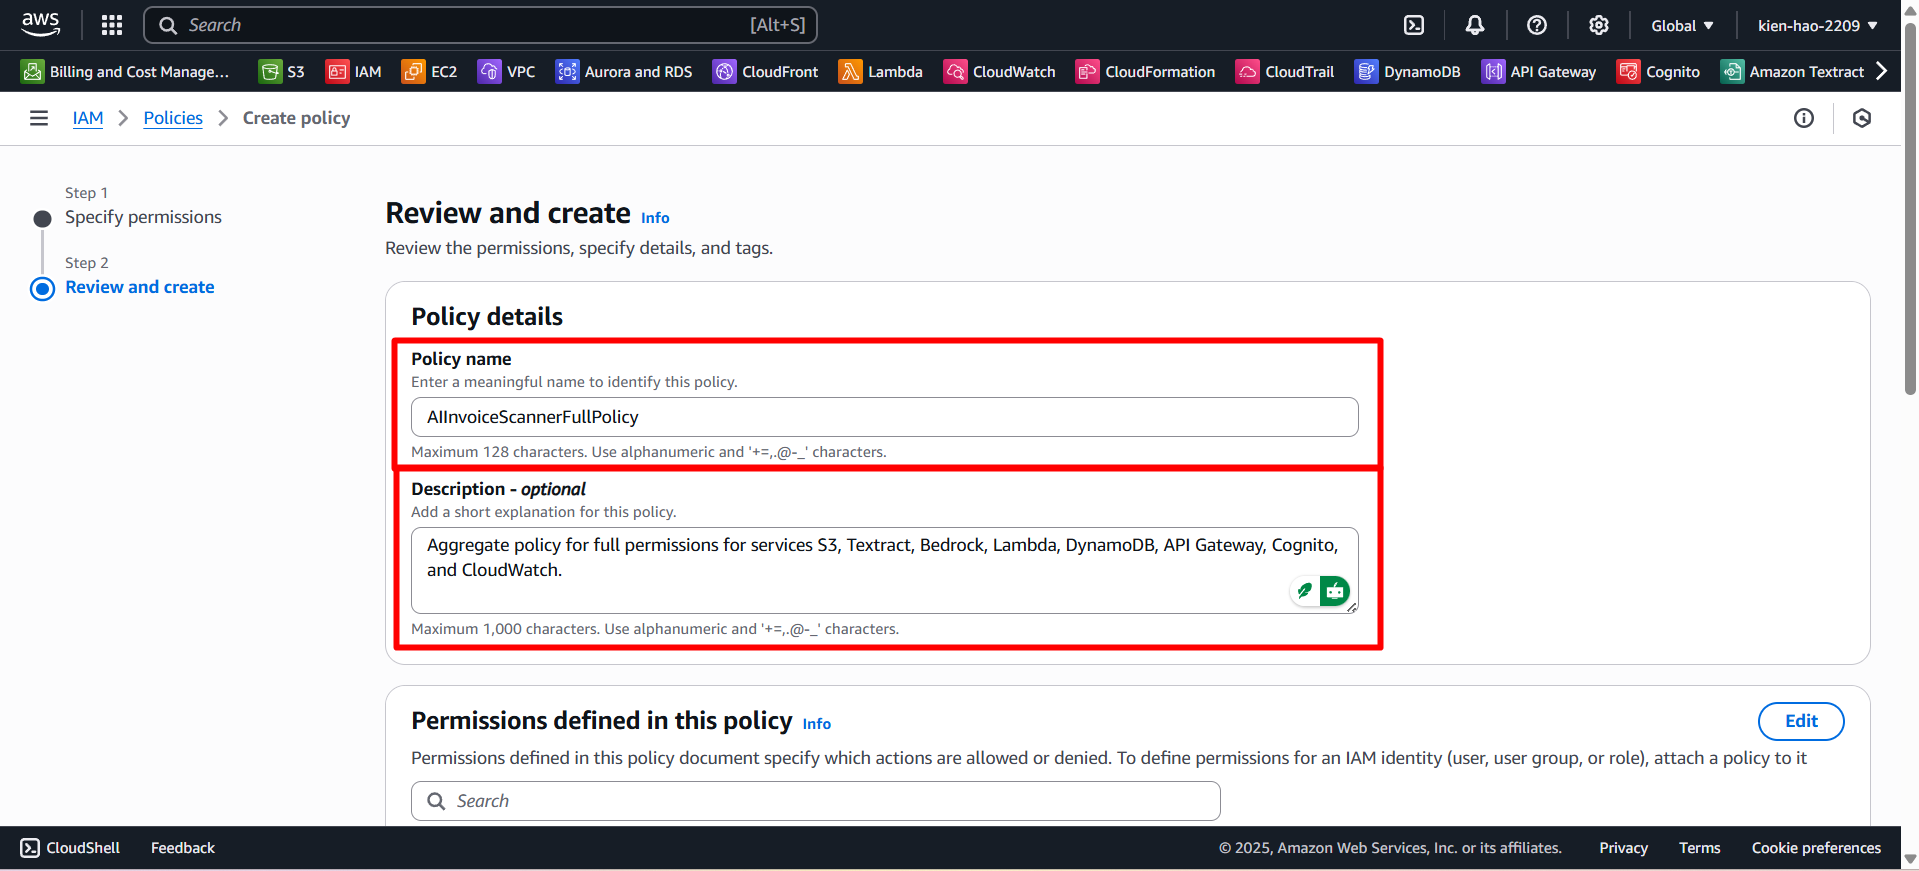 aws
Search
[Alt+S]
Global
kien-hao-2209
Billing and Cost Manage...
S3
IAM
EC2
VPC
Aurora and RDS
CloudFront
Lambda
CloudWatch
CloudFormation
CloudTrail
DynamoDB
API Gateway
Cognito
Amazon Textract
IAM
Policies
Create policy
Step 1
Specify permissions
Step 2
Review and create
Review and create Info
Review the permissions, specify details, and tags.
Policy details
Policy name
Enter a meaningful name to identify this policy.
AIInvoiceScannerFullPolicy
Maximum 128 characters. Use alphanumeric and '+=,.@-_' characters.
Description - optional
Add a short explanation for this policy.
Aggregate policy for full permissions for services S3, Textract, Bedrock, Lambda, DynamoDB, API Gateway, Cognito,
and CloudWatch.
Maximum 1,000 characters. Use alphanumeric and '+=,.@-_' characters.
Permissions defined in this policy Info
Edit
Permissions defined in this policy document specify which actions are allowed or denied. To define permissions for an IAM identity (user, user group, or role), attach a policy to it
Search
CloudShell
Feedback
© 2025, Amazon Web Services, Inc. or its affiliates.
Privacy
Terms
Cookie preferences